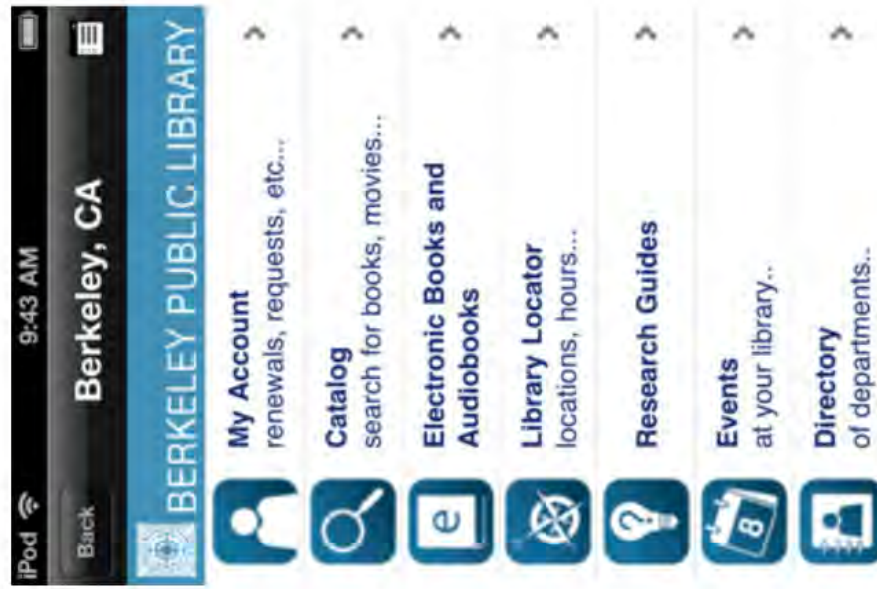 iPod 9:43 AM
Back Berkeley, CA
BERKELEY PUBLIC LIBRARY
My Account
renewals, requests, etc...
Catalog
search for books, movies...
e
Electronic Books and
Audiobooks
Library Locator
locations, hours...
?
Research Guides
8
Events
at your library..
Directory
of departments..